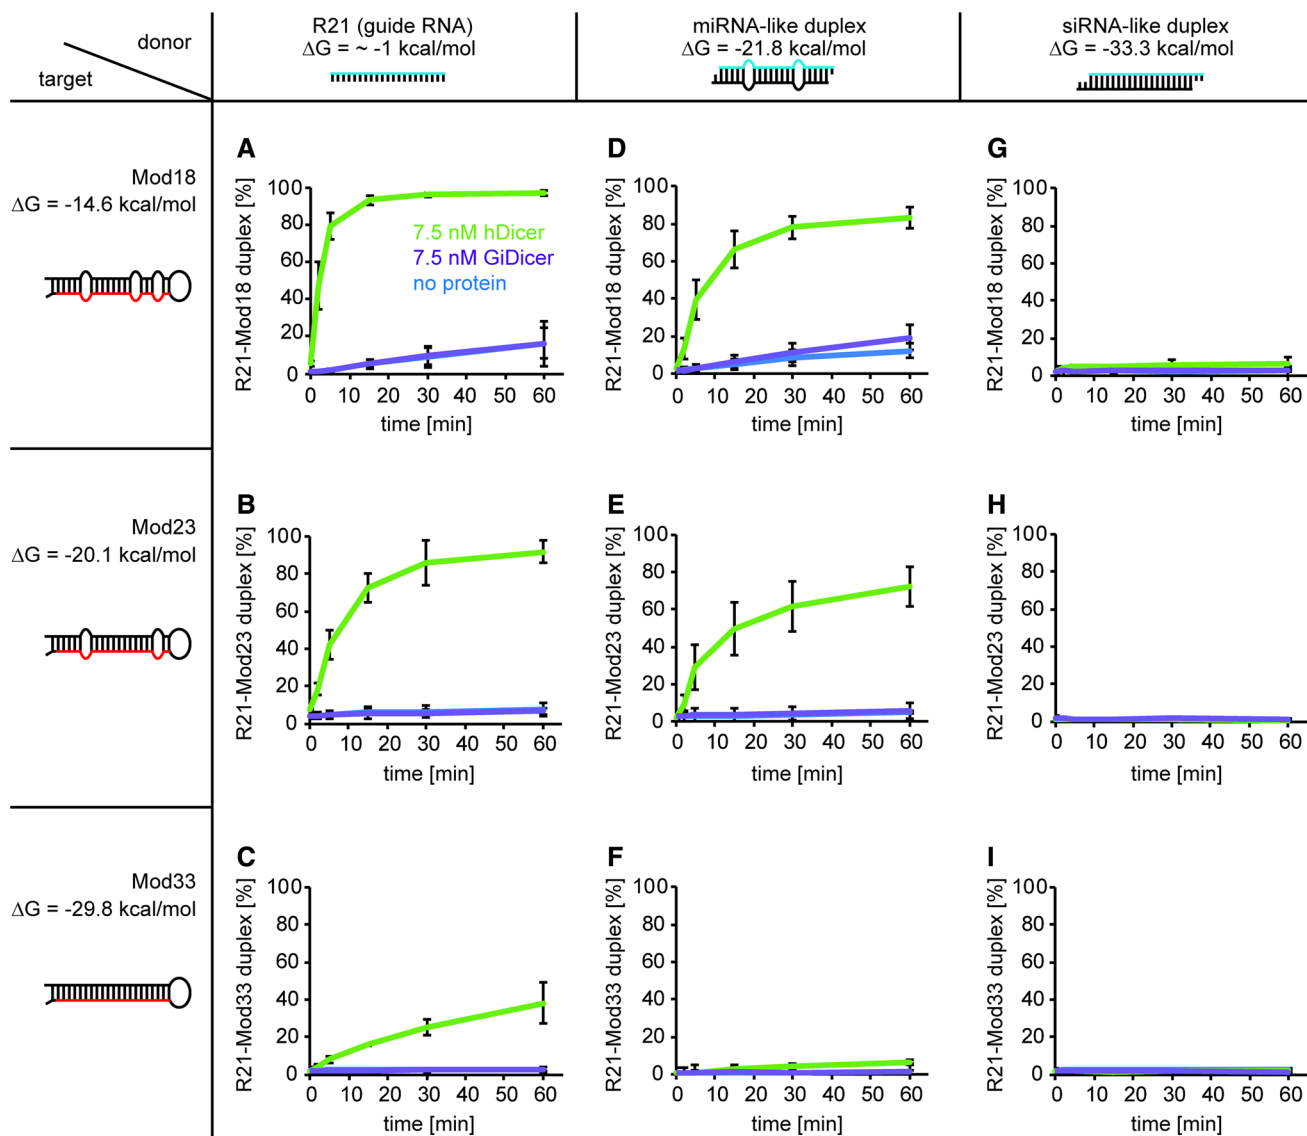 donor
target
R21 (guide RNA)
ΔG = ~ -1 kcal/mol
miRNA-like duplex
ΔG = -21.8 kcal/mol
siRNA-like duplex
ΔG = -33.3 kcal/mol
Mod18
ΔG = -14.6 kcal/mol
A
R21-Mod18 duplex [%]
100
80
60
40
20
0
7.5 nM hDicer
7.5 nM GiDicer
no protein
0 10 20 30 40 50 60
time [min]
D
R21-Mod18 duplex [%]
100
80
60
40
20
0
0 10 20 30 40 50 60
time [min]
G
R21-Mod18 duplex [%]
100
80
60
40
20
0
0 10 20 30 40 50 60
time [min]
Mod23
ΔG = -20.1 kcal/mol
B
R21-Mod23 duplex [%]
100
80
60
40
20
0
0 10 20 30 40 50 60
time [min]
E
R21-Mod23 duplex [%]
100
80
60
40
20
0
0 10 20 30 40 50 60
time [min]
H
R21-Mod23 duplex [%]
100
80
60
40
20
0
0 10 20 30 40 50 60
time [min]
Mod33
ΔG = -29.8 kcal/mol
C
R21-Mod33 duplex [%]
100
80
60
40
20
0
0 10 20 30 40 50 60
time [min]
F
R21-Mod33 duplex [%]
100
80
60
40
20
0
0 10 20 30 40 50 60
time [min]
I
R21-Mod33 duplex [%]
100
80
60
40
20
0
0 10 20 30 40 50 60
time [min]